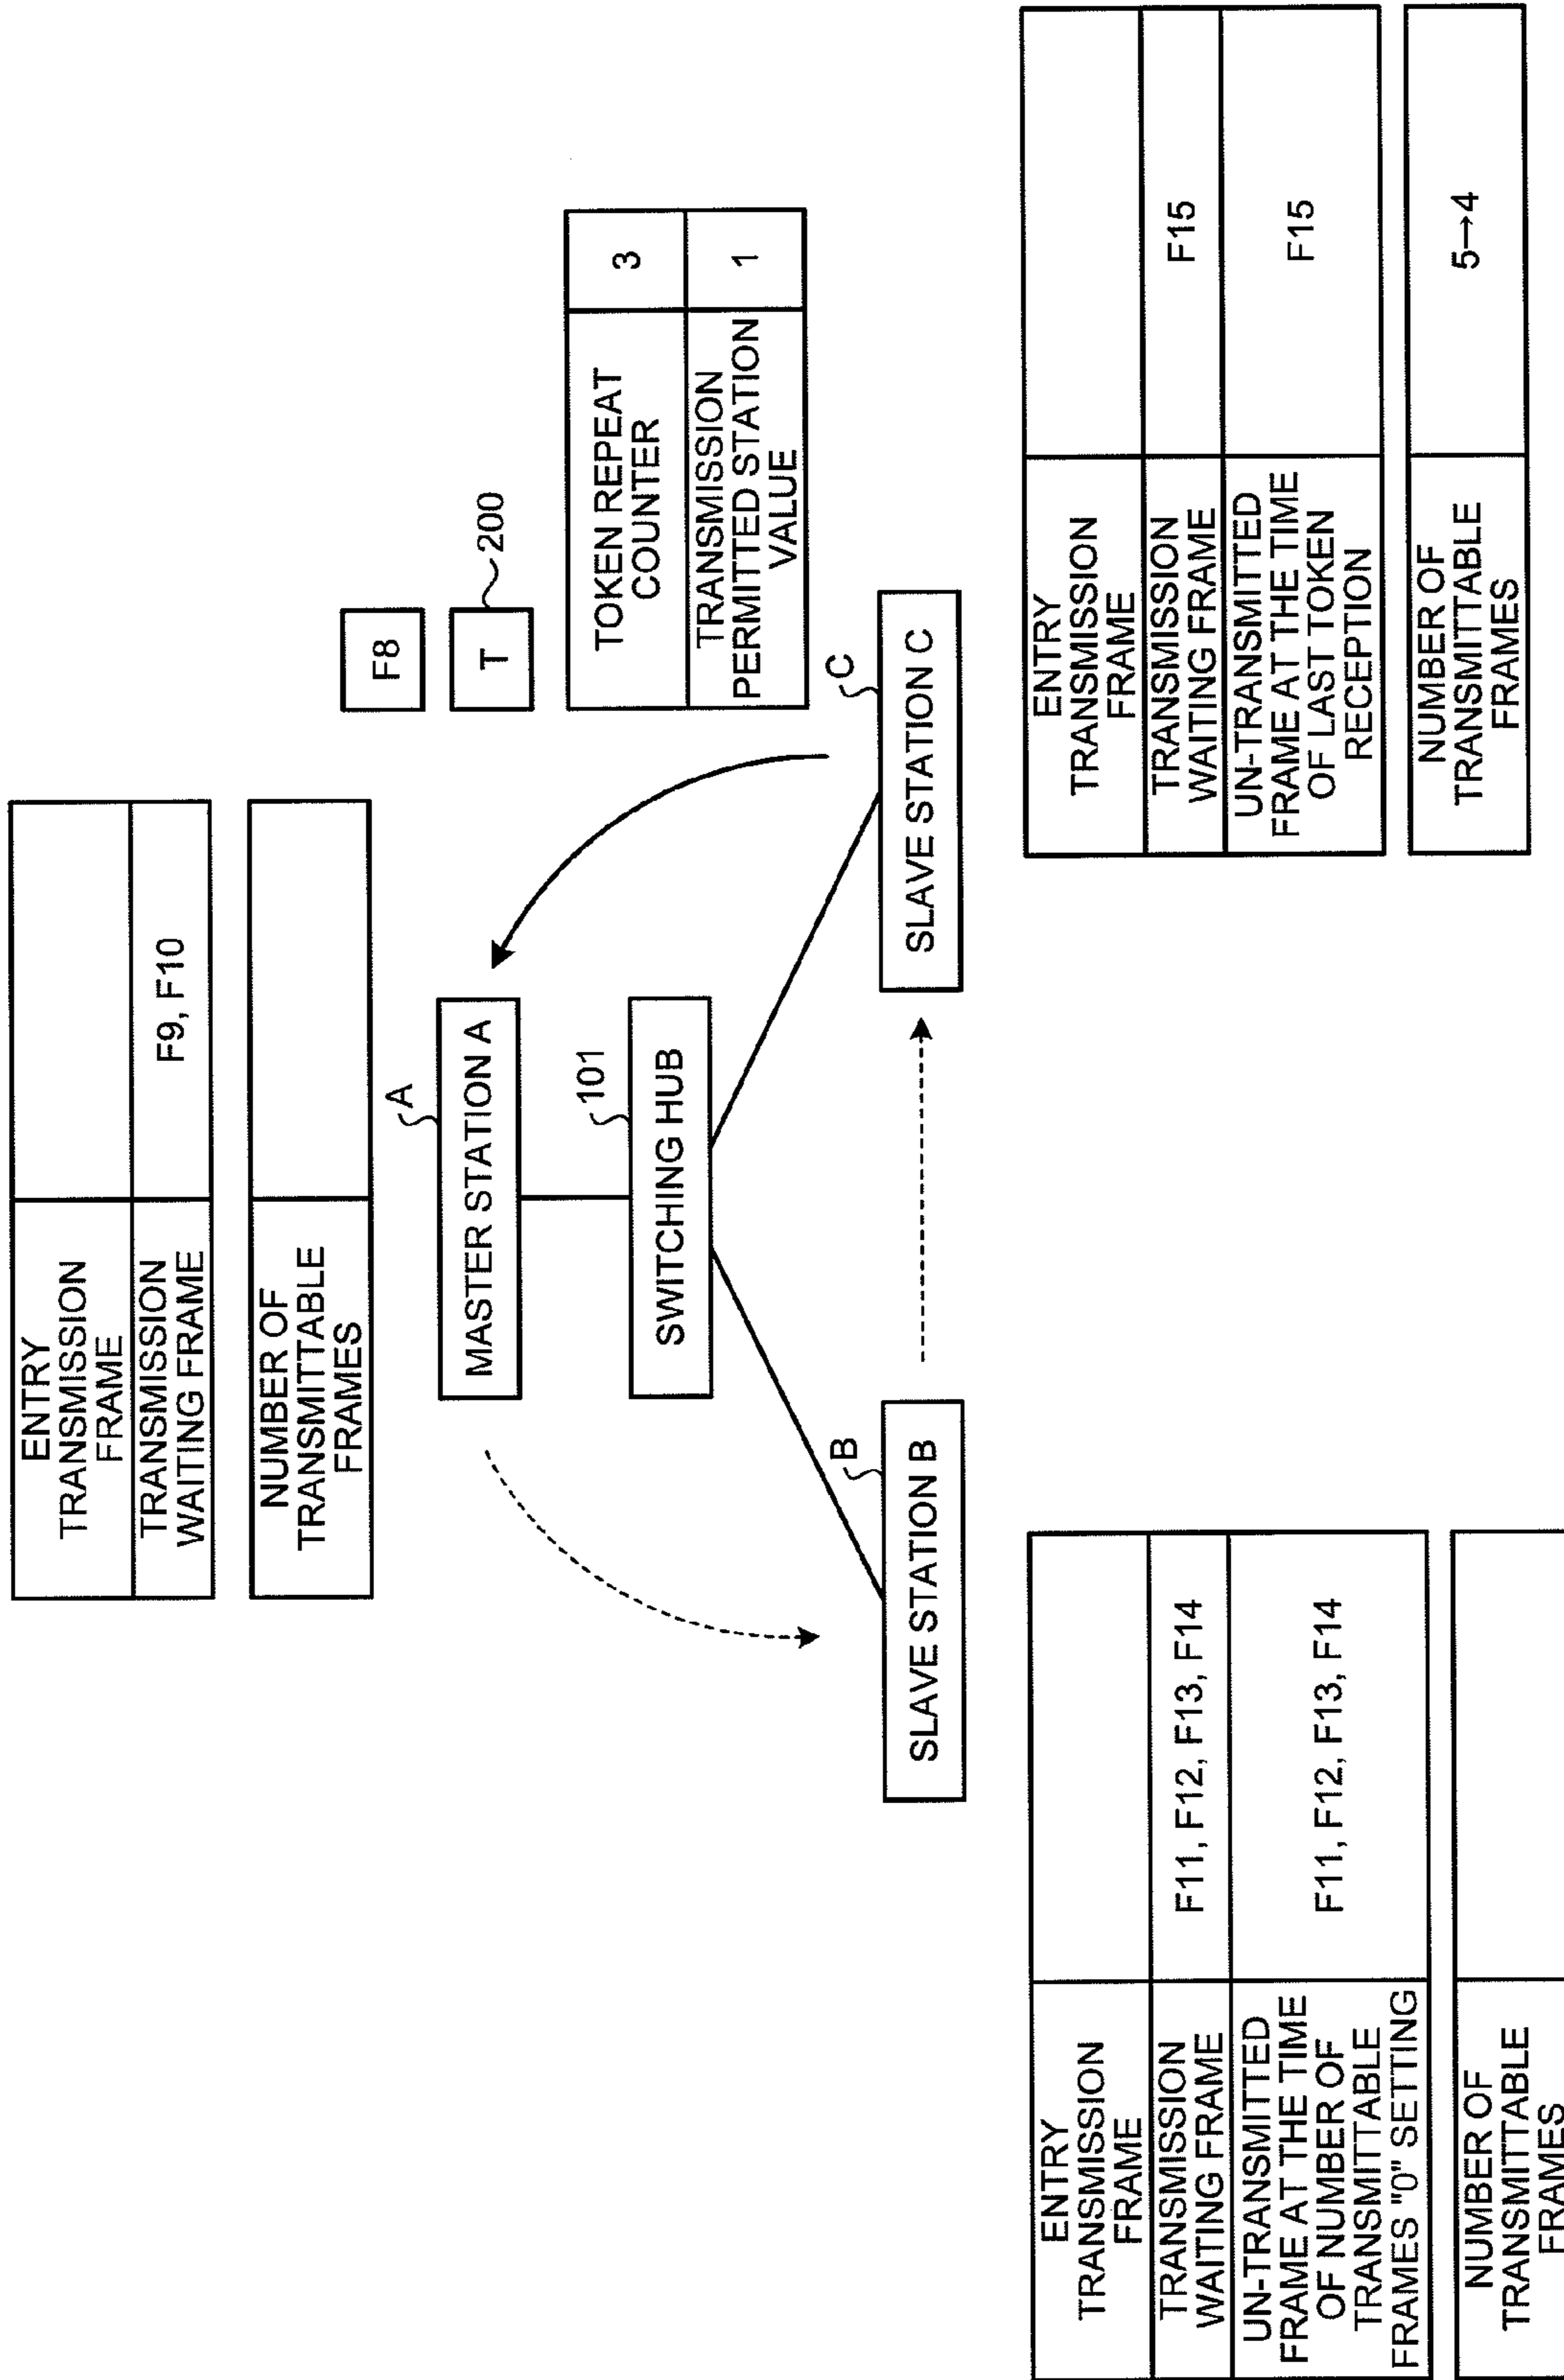 ENTRY
TRANSMISSION
FRAME
TRANSMISSION
WAITING FRAME
F9, F10
NUMBER OF
TRANSMITTABLE
FRAMES
A
MASTER STATION A
F8
T
200
101
SWITCHING HUB
TOKEN REPEAT
COUNTER
3
TRANSMISSION
PERMITTED STATION
VALUE
1
B
SLAVE STATION B
C
SLAVE STATION C
ENTRY
TRANSMISSION
FRAME
TRANSMISSION
WAITING FRAME
F11, F12, F13, F14
UN-TRANSMITTED
FRAME AT THE TIME
OF NUMBER OF
TRANSMITTABLE
FRAMES "0" SETTING
F11, F12, F13, F14
NUMBER OF
TRANSMITTABLE
FRAMES
ENTRY
TRANSMISSION
FRAME
TRANSMISSION
WAITING FRAME
F15
UN-TRANSMITTED
FRAME AT THE TIME
OF LAST TOKEN
RECEPTION
F15
NUMBER OF
TRANSMITTABLE
FRAMES
5→4